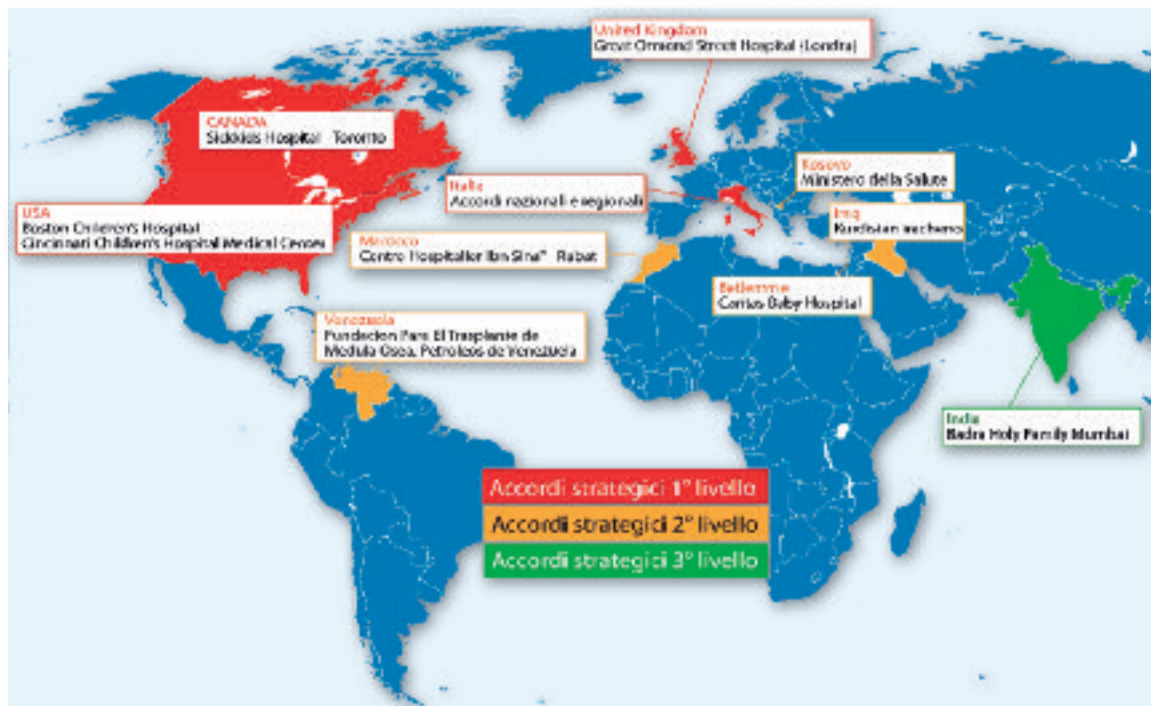 United Kingdom
Great Ormond Street Hospital (Londra)
CANADA
Sickkids Hospital Toronto
Kosovo
Ministero della Salute
Italia
Accordi nazionali e regionali
USA
Boston Children's Hospital
Cincinnati Children's Hospital Medical Center
Iraq
Kurdistan iracheno
Marocco
Centre Hospitalier Ibn Sina" Rabat
Betlemme
Caritas Baby Hospital
Venezuela
Fundacion Para El Trasplante de
Medula Osea, Petroleos de Venezuela
India
Holy Family Mumbai
Accordi strategici 1° livello
Accordi strategici 2° livello
Accordi strategici 3° livello